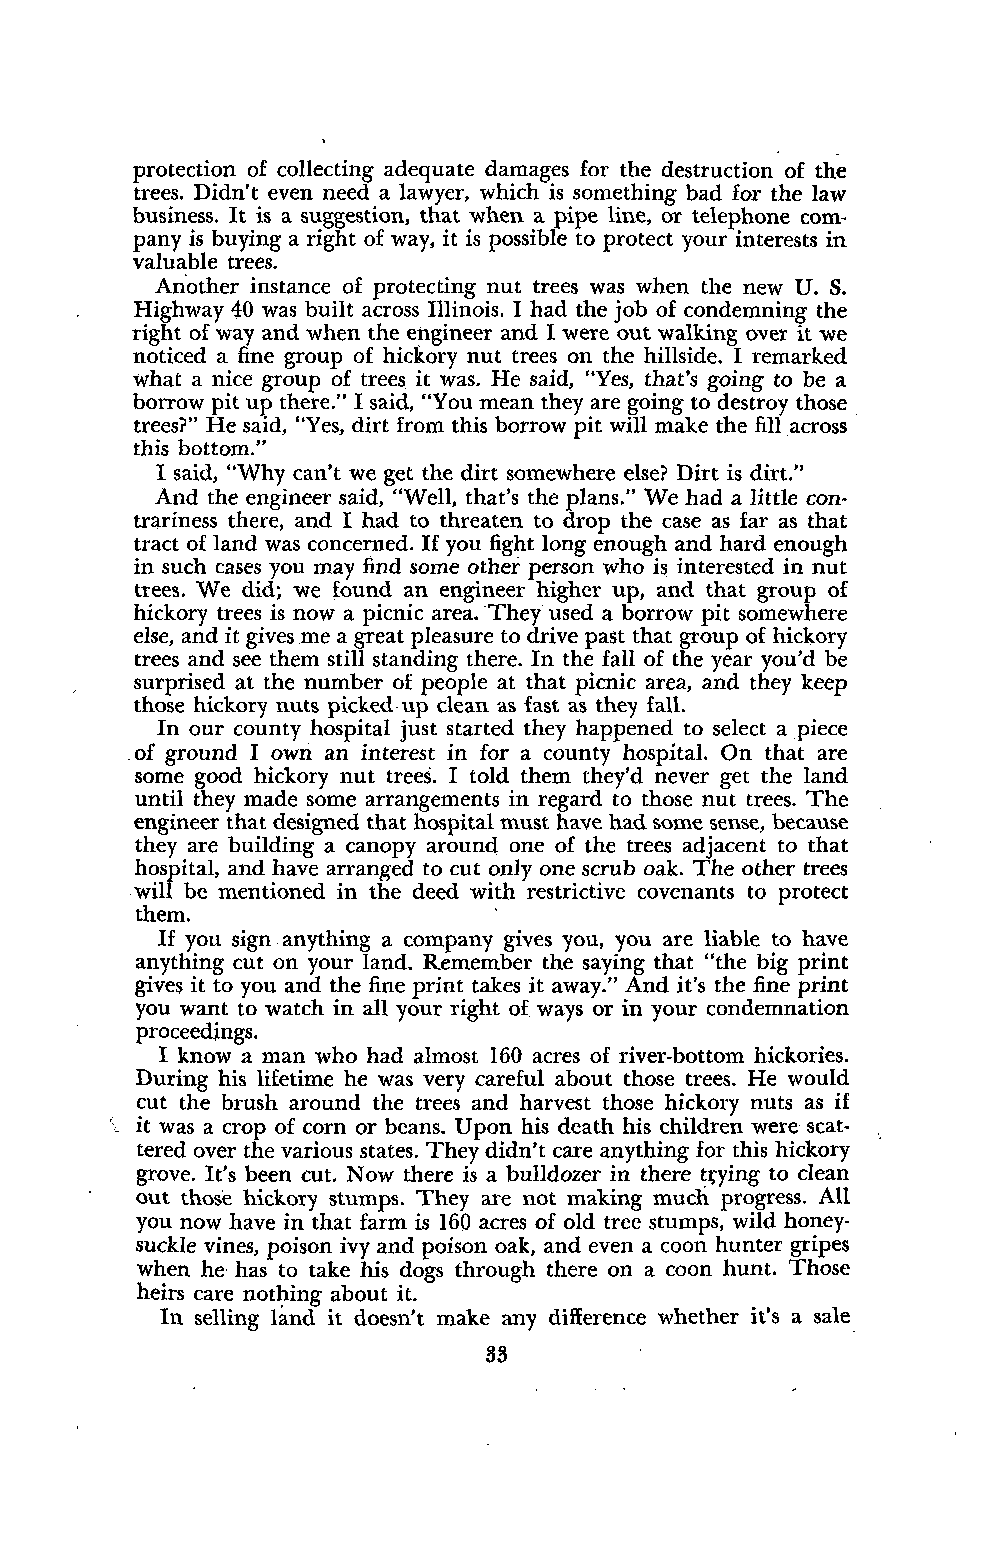 protection of collecting adequate damages for the destruction of the
trees. Didn't even need a lawyer, which is something bad for the law
business. It is a suggestion, that when a pipe line, or telephone com-
pany is buying a right of way, it is possible to protect your interests in
valuable trees.
Another instance of protecting nut trees was when the new U. S.
Highway 40 was built across Illinois. I had the job of condemning the
right of way and when the engineer and I were out walking over it we
noticed a fine group of hickory nut trees on the hillside. I remarked
what a nice group of trees it was. He said, "Yes, that's going to be a
borrow pit up there." I said, "You mean they are going to destroy those
trees?" He said, "Yes, dirt from this borrow pit will make the fill across
this bottom."
I said, "Why can't we get the dirt somewhere else? Dirt is dirt."
And the engineer said, "Well, that's the plans." We had a little con-
trariness there, and I had to threaten to drop the case as far as that
tract of land was concerned. If you fight long enough and hard enough
in such cases you may find some other person who is interested in nut
trees. We did; we found an engineer higher up, and that group of
hickory trees is now a picnic area. They used a borrow pit somewhere
else, and it gives me a great pleasure to drive past that group of hickory
trees and see them still standing there. In the fall of the year you'd be
surprised at the number of people at that picnic area, and they keep
those hickory nuts picked up clean as fast as they fall.
In our county hospital just started they happened to select a piece
of ground I own an interest in for a county hospital. On that are
some good hickory nut trees. I told them they'd never get the land
until they made some arrangements in regard to those nut trees. The
engineer that designed that hospital must have had some sense, because
they are building a canopy around one of the trees adjacent to that
hospital, and have arranged to cut only one scrub oak. The other trees
will be mentioned in the deed with restrictive covenants to protect
them.
If you sign anything a company gives you, you are liable to have
anything cut on your land. Remember the saying that "the big print
gives it to you and the fine print takes it away." And it's the fine print
you want to watch in all your right of ways or in your condemnation
proceedings.
I know a man who had almost 160 acres of river-bottom hickories.
During his lifetime he was very careful about those trees. He would
cut the brush around the trees and harvest those hickory nuts as if
it was a crop of corn or beans. Upon his death his children were scat-
tered over the various states. They didn't care anything for this hickory
grove. It's been cut. Now there is a bulldozer in there trying to clean
out those hickory stumps. They are not making much progress. All
you now have in that farm is 160 acres of old tree stumps, wild honey-
suckle vines, poison ivy and poison oak, and even a coon hunter gripes
when he has to take his dogs through there on a coon hunt. Those
heirs care nothing about it.
In selling land it doesn't make any difference whether it's a sale
33